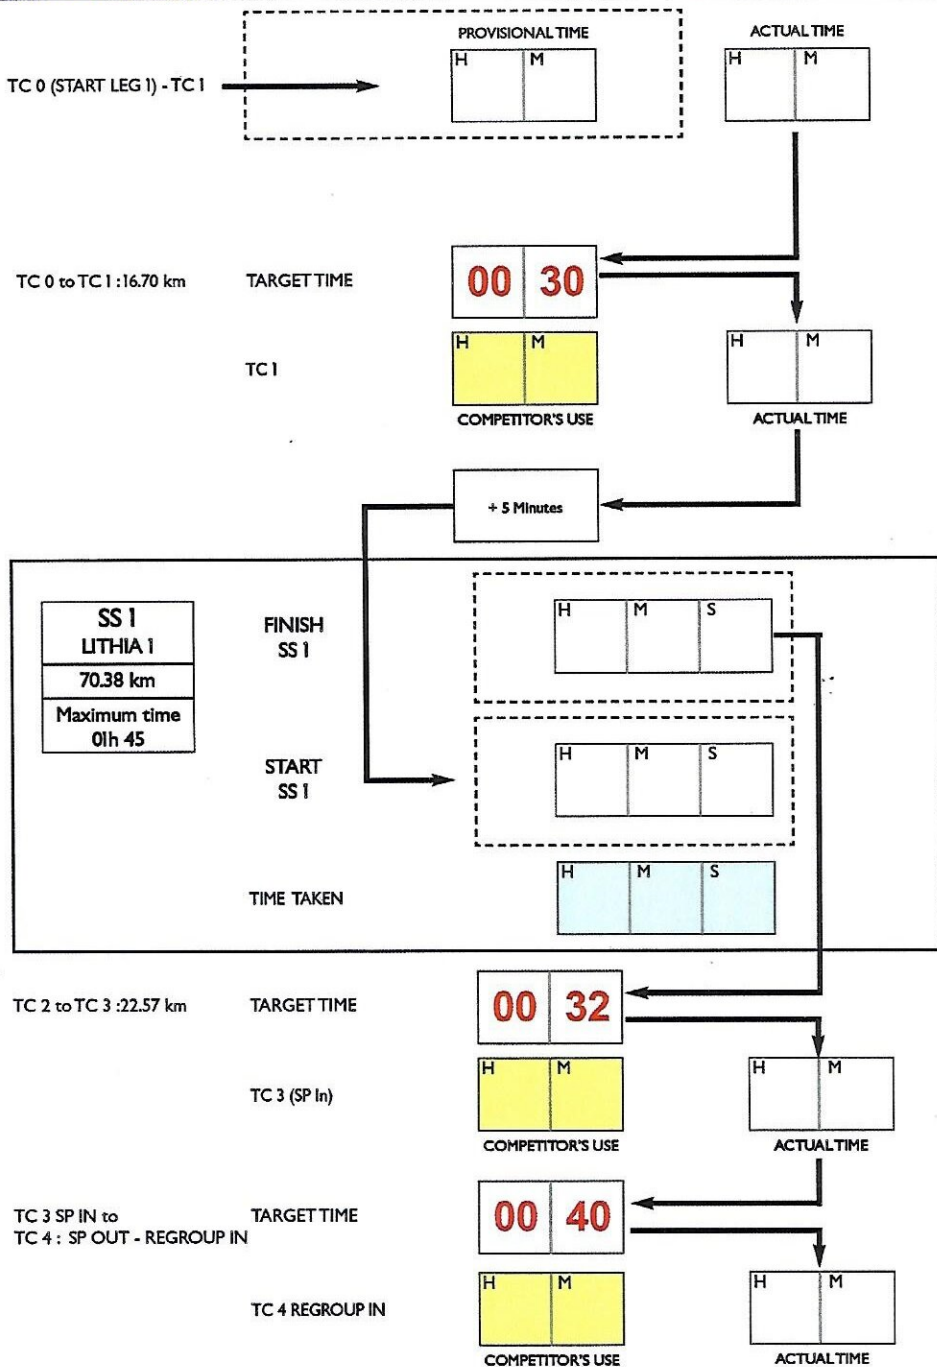 PROVISIONAL TIME
ACTUAL TIME
H M
H M
TC 0 (START LEG 1) - TC 1
TC 0 to TC 1 :16.70 km
TARGET TIME
00 30
TC 1
H M
H M
COMPETITOR'S USE
ACTUAL TIME
+ 5 Minutes
SS 1
LITHIA 1
70.38 km
Maximum time
01h 45
FINISH
SS 1
H M S
START
SS 1
H M S
TIME TAKEN
H M S
TC 2 to TC 3 :22.57 km
TARGET TIME
00 32
TC 3 (SP In)
H M
H M
COMPETITOR'S USE
ACTUAL TIME
TC 3 SP IN to
TC 4 : SP OUT - REGROUP IN
TARGET TIME
00 40
TC 4 REGROUP IN
H M
H M
COMPETITOR'S USE
ACTUAL TIME